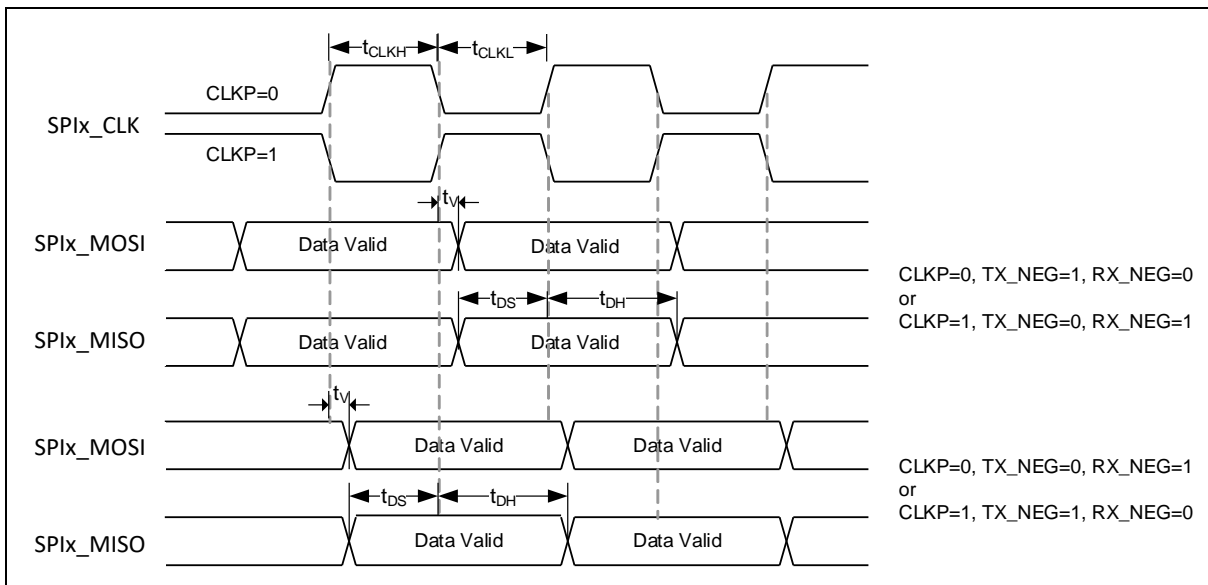 tCLKH
tCLKL
CLKP=0
SPIx_CLK
CLKP=1
tV
SPIx_MOSI
Data Valid
Data Valid
CLKP=0, TX_NEG=1, RX_NEG=0
or
CLKP=1, TX_NEG=0, RX_NEG=1
tDS
tDH
SPIx_MISO
Data Valid
Data Valid
tV
SPIx_MOSI
Data Valid
Data Valid
CLKP=0, TX_NEG=0, RX_NEG=1
or
CLKP=1, TX_NEG=1, RX_NEG=0
tDS
tDH
SPIx_MISO
Data Valid
Data Valid